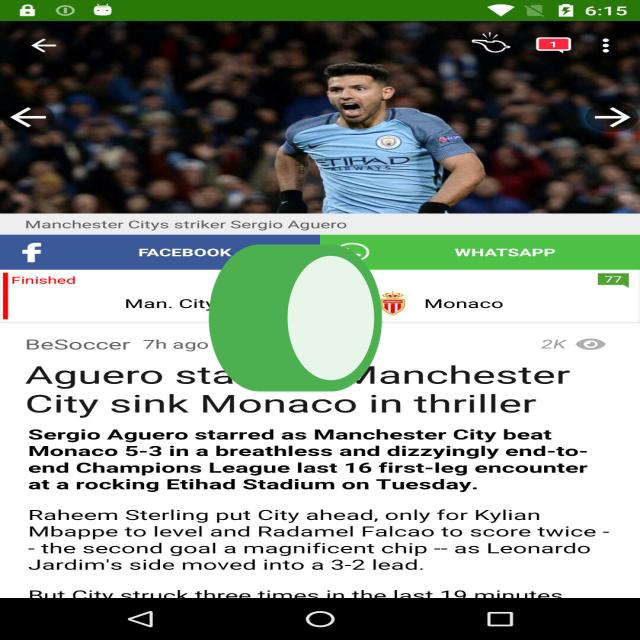 6:15
1
ETIHAD
Manchester Citys striker Sergio Aguero
FACEBOOK
WHATSAPP
Finished
77
Man. City
Monaco
BeSoccer 7h ago
2K
Aguero Manchester
City sink Monaco in thriller
Sergio Aguero starred as Manchester City beat
Monaco 5-3 in a breathless and dizzyingly end-to-
end Champions League last 16 first-leg encounter
at a rocking Etihad Stadium on Tuesday.
Raheem Sterling put City ahead, only for Kylian
Mbappe to level and Radamel Falcao to score twice -
- the second goal a magnificent chip -- as Leonardo
Jardim's side moved into a 3-2 lead.
But City struck three times in the last 19 minutes